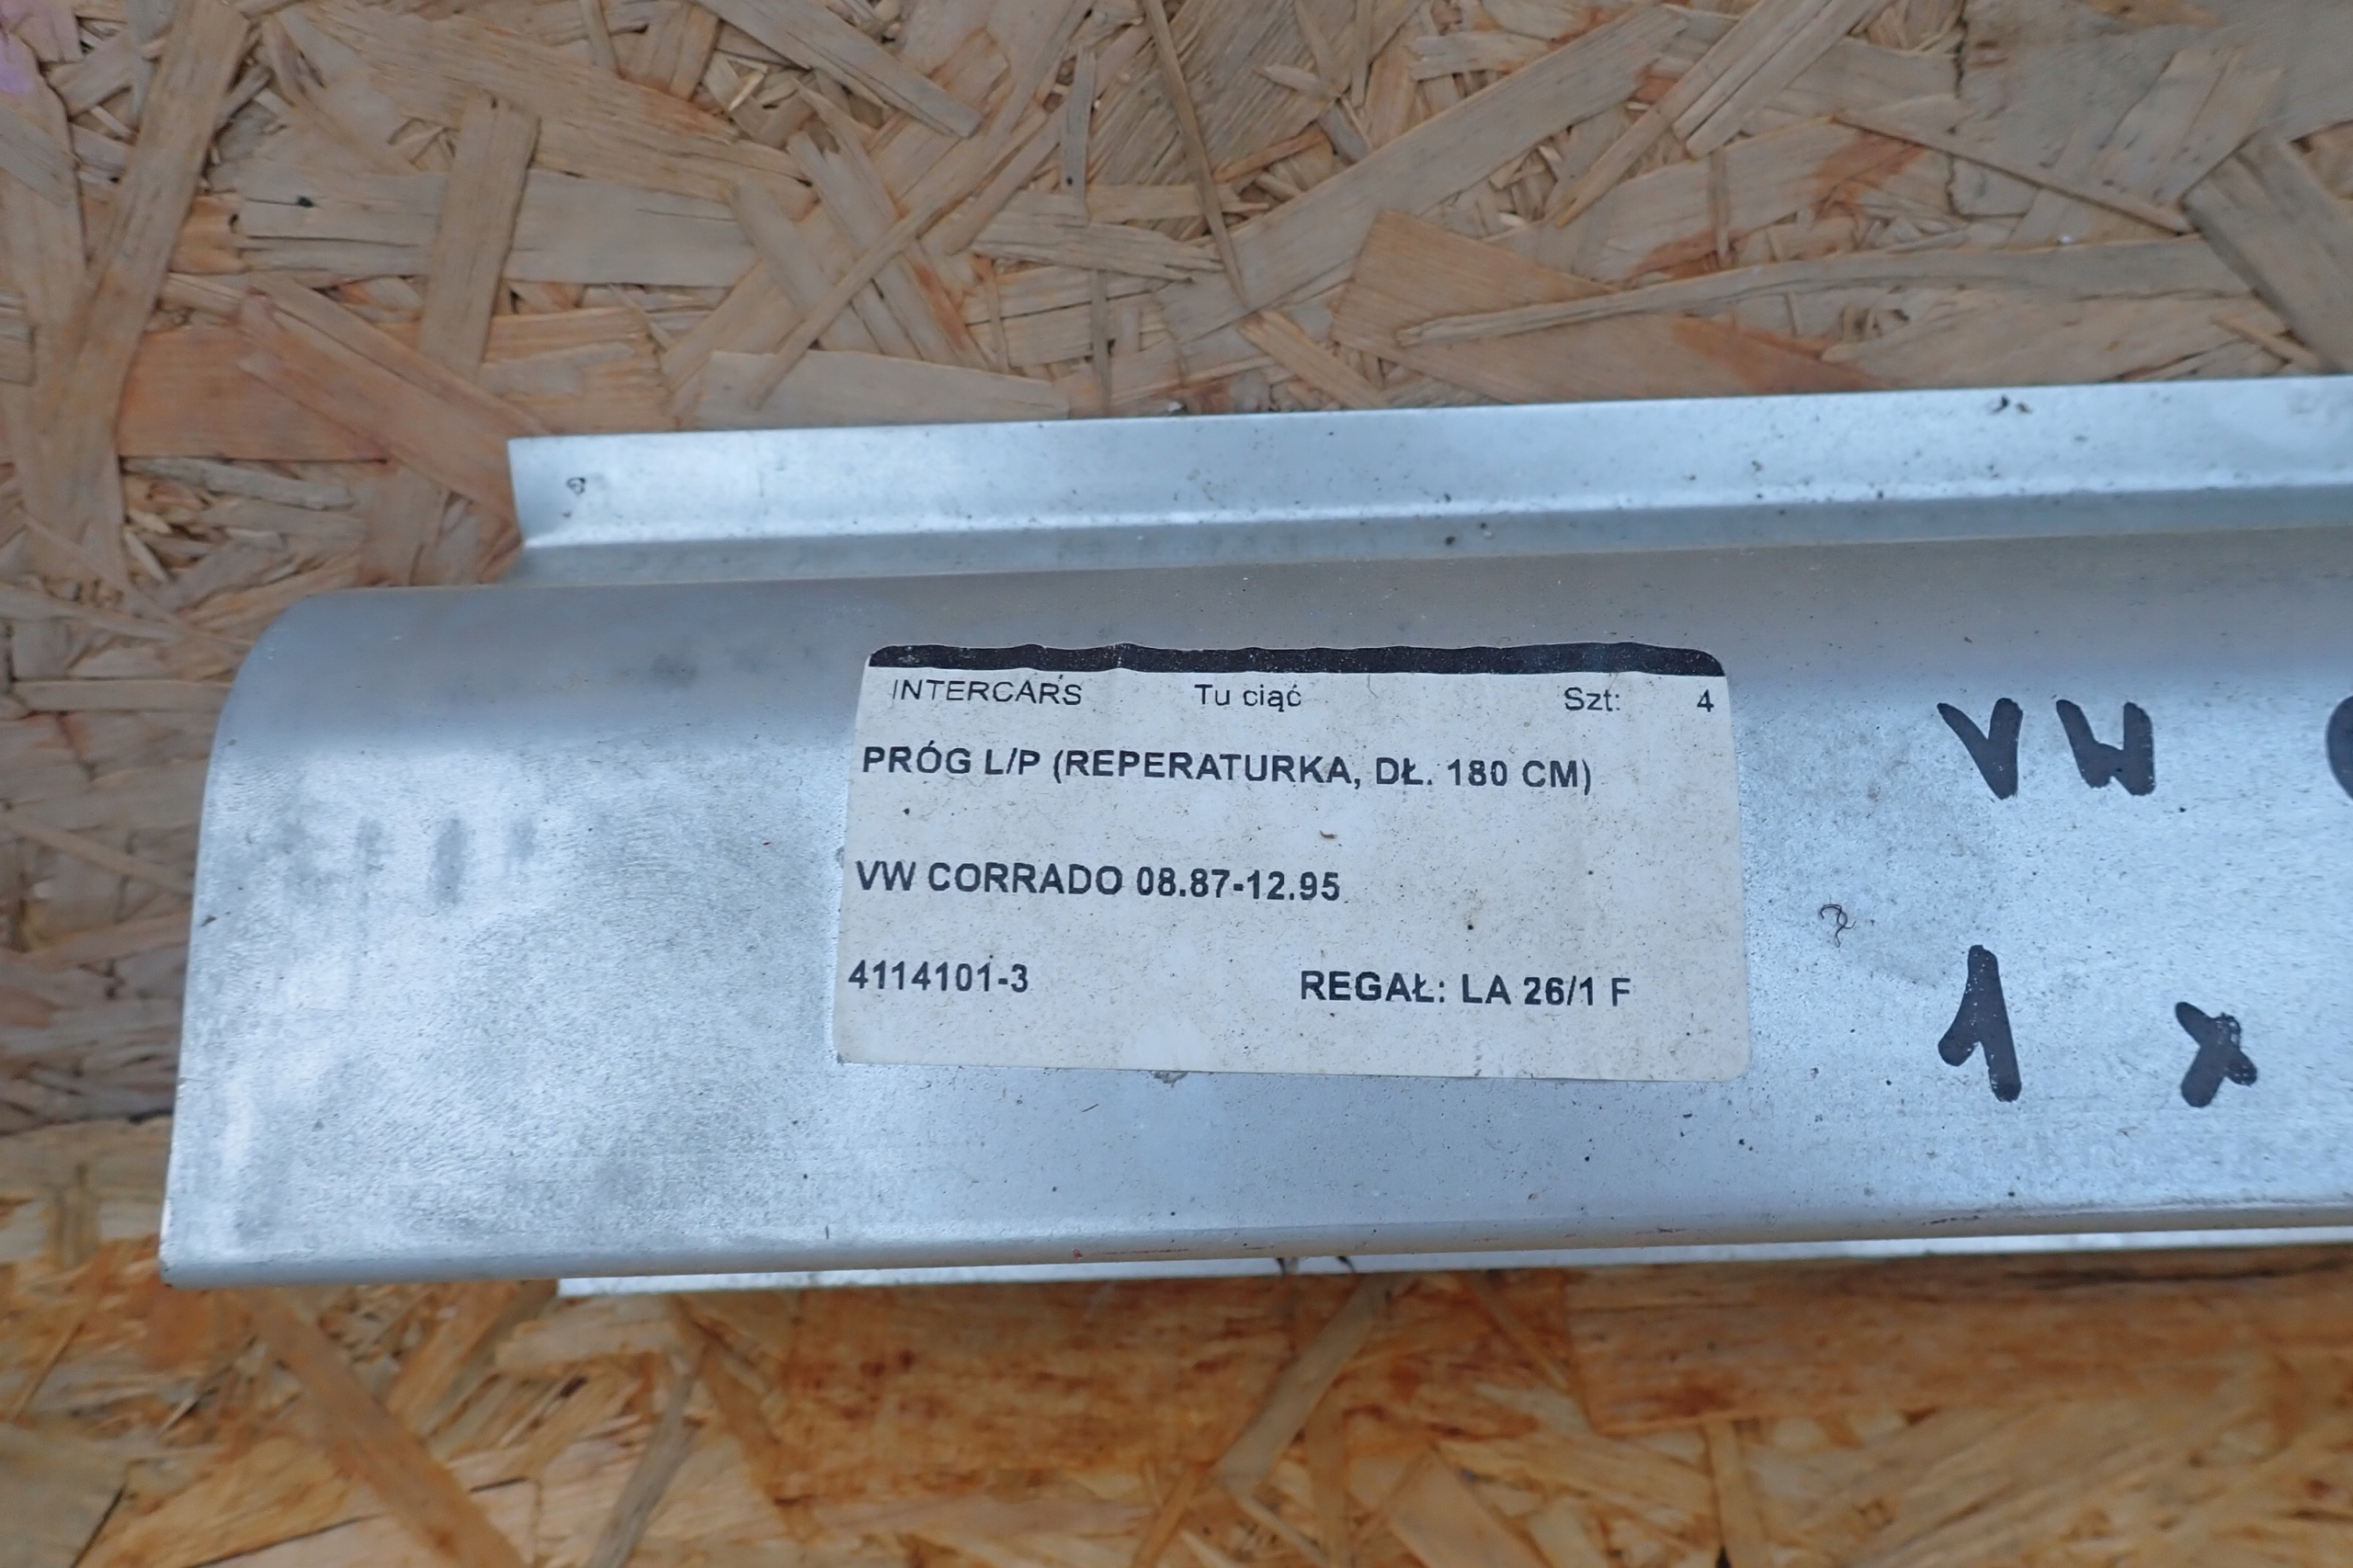 INTERCARS Tu ciąć Szt: 4
PRÓG L/P (REPERATURKA, DŁ. 180 CM)
VW CORRADO 08.87-12.95
4114101-3 REGAŁ: LA 26/1 F
VW
1 x